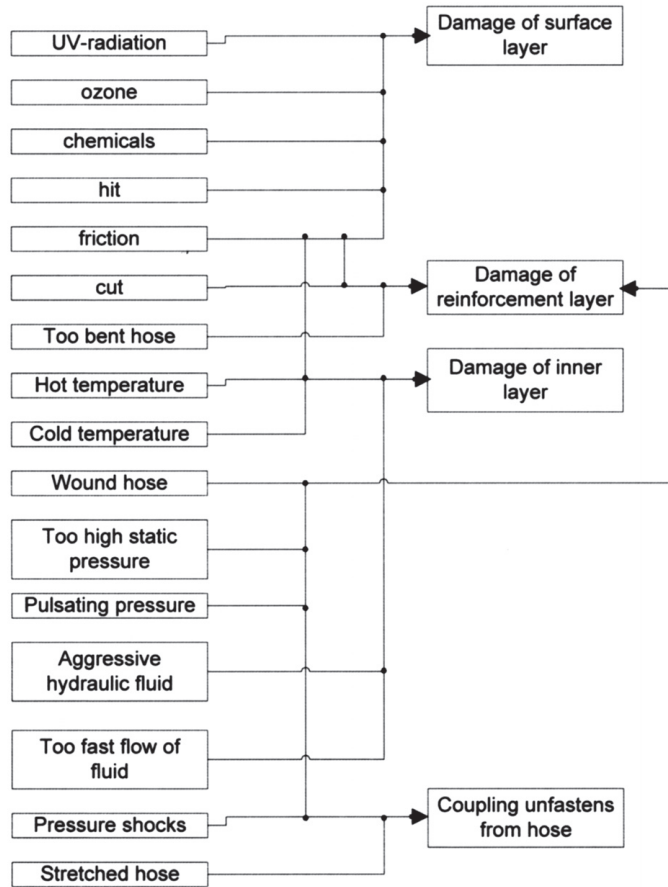 UV-radiation
ozone
chemicals
hit
friction
cut
Too bent hose
Hot temperature
Cold temperature
Wound hose
Too high static
pressure
Pulsating pressure
Aggressive
hydraulic fluid
Too fast flow of
fluid
Pressure shocks
Stretched hose
Damage of surface
layer
Damage of
reinforcement layer
Damage of inner
layer
Coupling unfastens
from hose